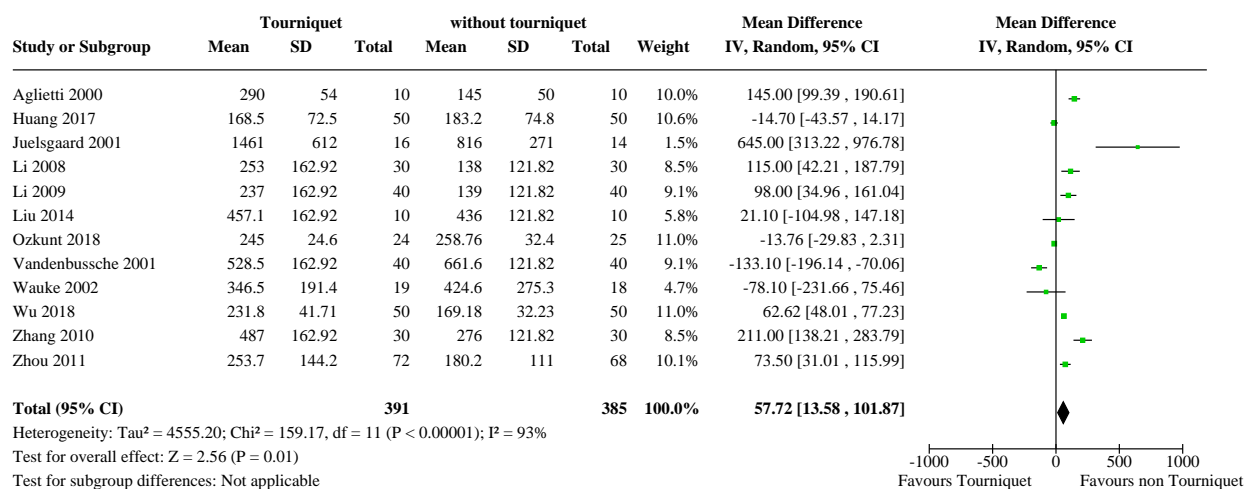 Tourniquet without tourniquet Mean Difference Mean Difference
Study or Subgroup Mean SD Total Mean SD Total Weight IV, Random, 95% CI IV, Random, 95% CI
Aglietti 2000 290 54 10 145 50 10 10.0% 145.00 [99.39 , 190.61]
Huang 2017 168.5 72.5 50 183.2 74.8 50 10.6% -14.70 [-43.57 , 14.17]
Juelsgaard 2001 1461 612 16 816 271 14 1.5% 645.00 [313.22 , 976.78]
Li 2008 253 162.92 30 138 121.82 30 8.5% 115.00 [42.21 , 187.79]
Li 2009 237 162.92 40 139 121.82 40 9.1% 98.00 [34.96 , 161.04]
Liu 2014 457.1 162.92 10 436 121.82 10 5.8% 21.10 [-104.98 , 147.18]
Ozkunt 2018 245 24.6 24 258.76 32.4 25 11.0% -13.76 [-29.83 , 2.31]
Vandenbussche 2001 528.5 162.92 40 661.6 121.82 40 9.1% -133.10 [-196.14 , -70.06]
Wauke 2002 346.5 191.4 19 424.6 275.3 18 4.7% -78.10 [-231.66 , 75.46]
Wu 2018 231.8 41.71 50 169.18 32.23 50 11.0% 62.62 [48.01 , 77.23]
Zhang 2010 487 162.92 30 276 121.82 30 8.5% 211.00 [138.21 , 283.79]
Zhou 2011 253.7 144.2 72 180.2 111 68 10.1% 73.50 [31.01 , 115.99]
Total (95% CI) 391 385 100.0% 57.72 [13.58 , 101.87]
Heterogeneity: Tau² = 4555.20; Chi² = 159.17, df = 11 (P < 0.00001); I² = 93%
Test for overall effect: Z = 2.56 (P = 0.01)
-1000 -500 0 500 1000
Test for subgroup differences: Not applicable
Favours Tourniquet Favours non Tourniquet